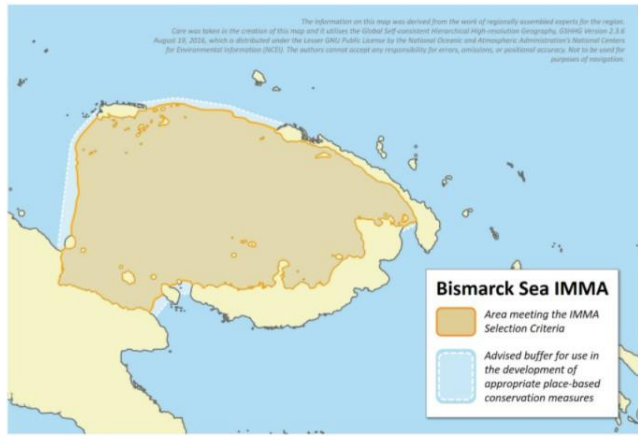 The information on this map was derived from the work of regionally assembled experts for the region.
Care was taken in the creation of this map and it utilises the Global Self-consistent Hierarchical High-resolution Geography, GSHHG Version 2.3.6
August 19, 2016, which is distributed under the Lesser GNU Public License by the National Oceanic and Atmospheric Administration's National Centers
for Environmental Information (NCEI). The authors cannot accept any responsibility for errors, omissions, or positional accuracy. Not to be used for
purposes of navigation.
Bismarck Sea IMMA
Area meeting the IMMA
Selection Criteria
Advised buffer for use in
the development of
appropriate place-based
conservation measures